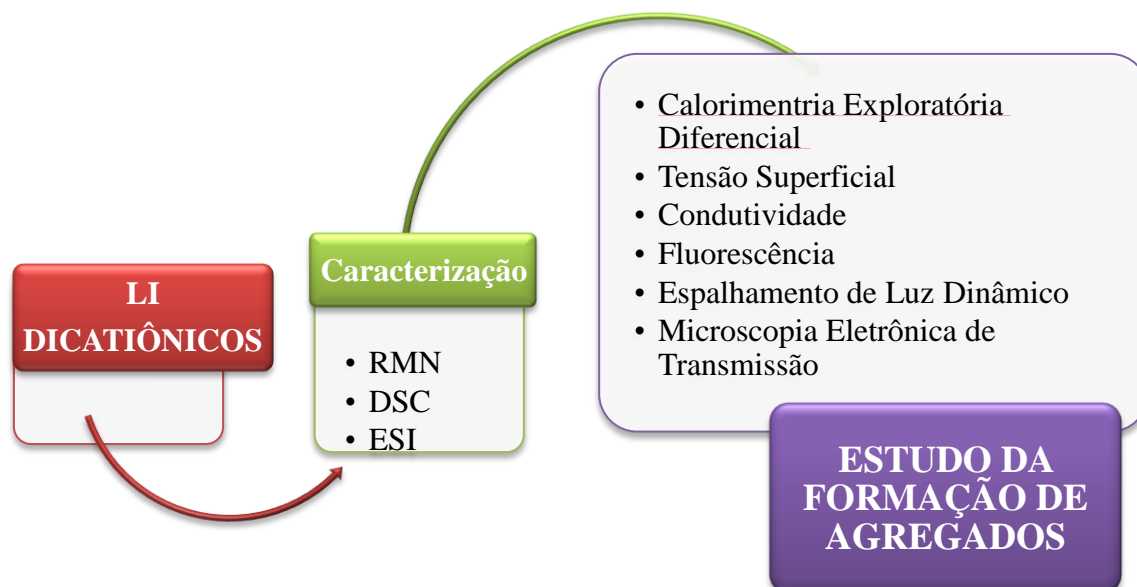 LI
DICATIÔNICOS
Caracterização
• RMN
• DSC
• ESI
• Calorimentria Exploratória
Diferencial
• Tensão Superficial
• Condutividade
• Fluorescência
• Espalhamento de Luz Dinâmico
• Microscopia Eletrônica de
Transmissão
ESTUDO DA
FORMAÇÃO DE
AGREGADOS